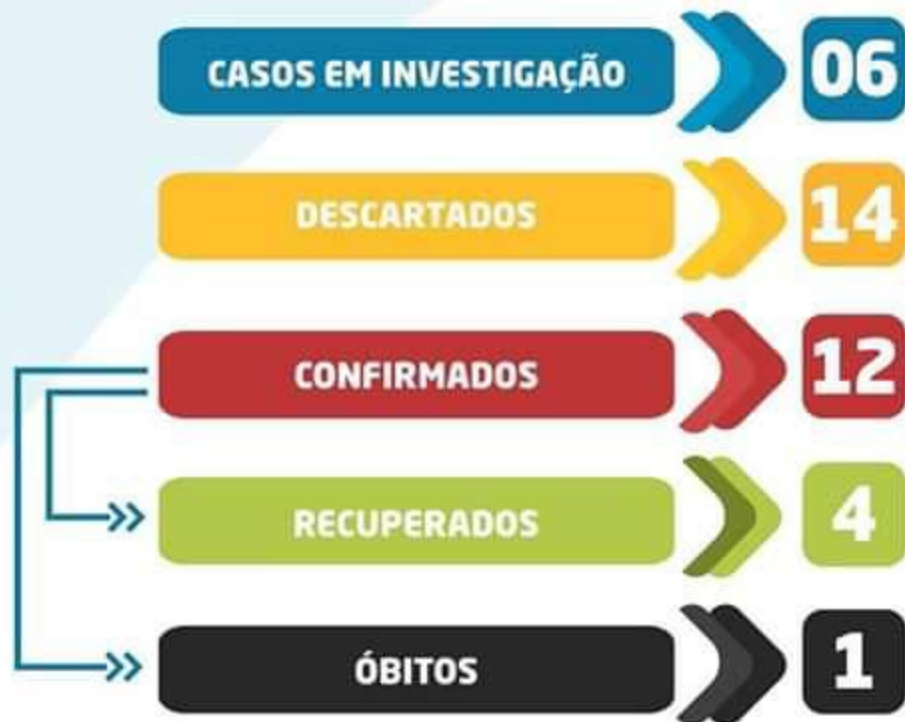 CASOS EM INVESTIGAÇÃO 06
DESCARTADOS 14
CONFIRMADOS 12
RECUPERADOS 4
ÓBITOS 1